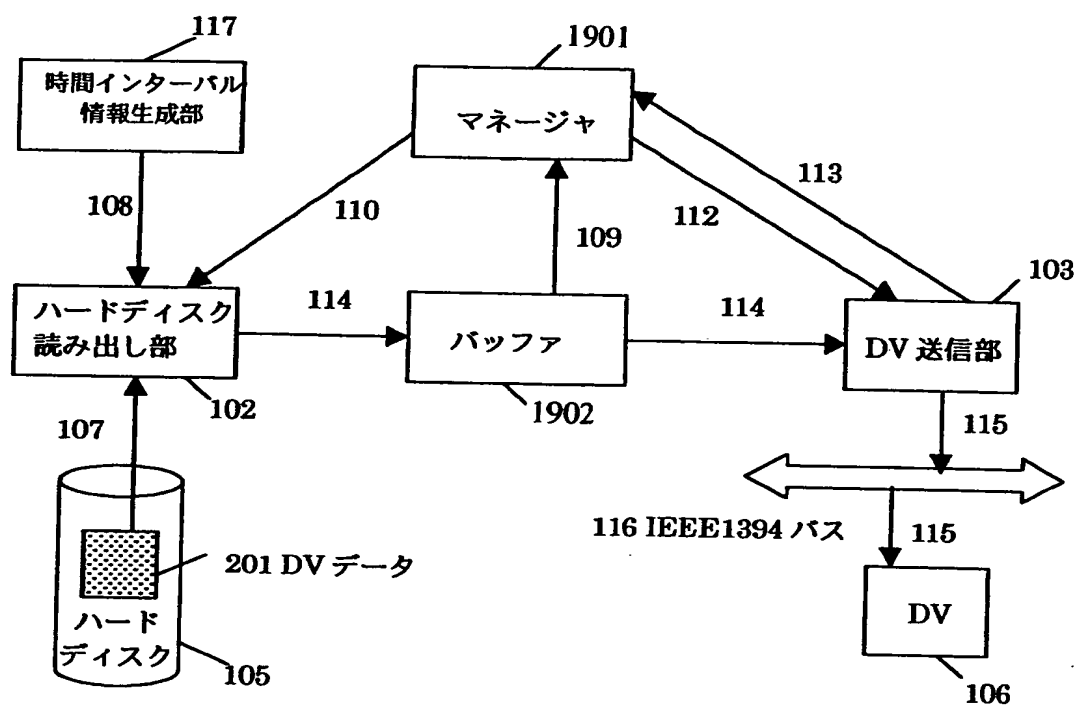 117
時間インターバル
情報生成部
1901
マネージャ
108
110
109
112
113
ハードディスク
読み出し部
102
114
バッファ
1902
114
103
DV 送信部
107
115
116 IEEE1394 バス
115
201 DV データ
ハード
ディスク
105
DV
106